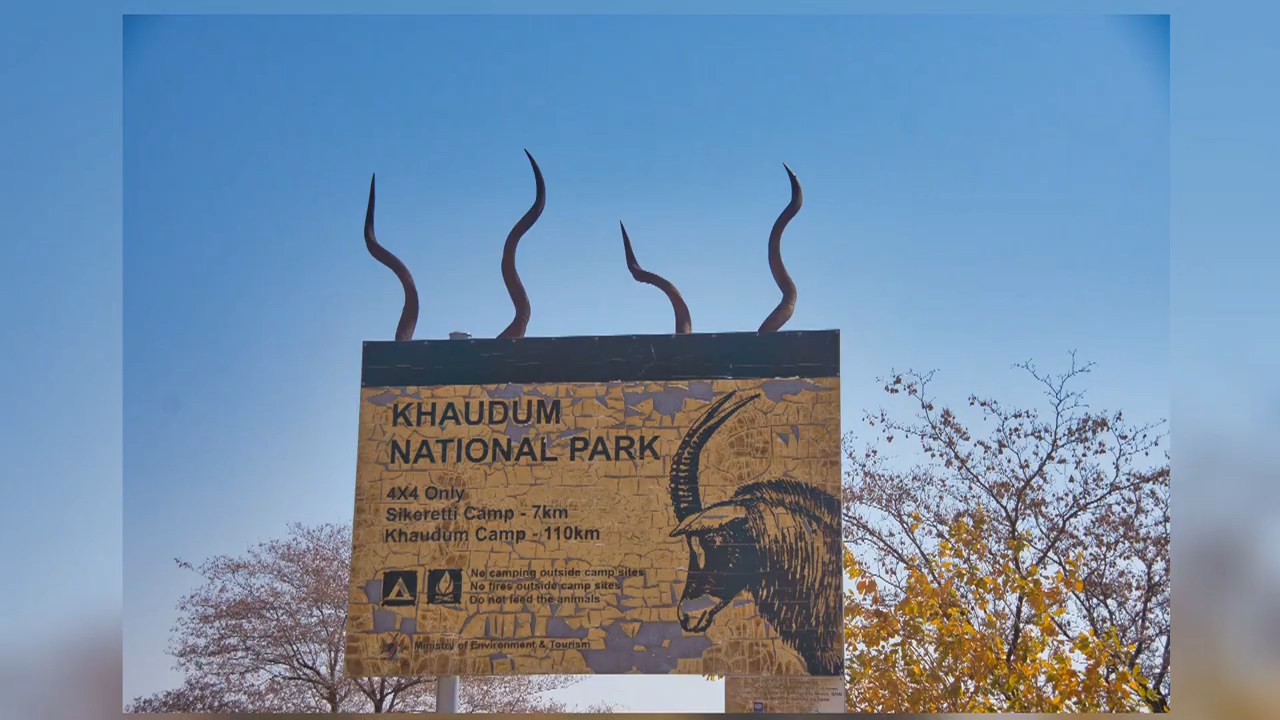 KHAUDUM
NATIONAL PARK
4X4 Only
Sikeretti Camp - 7km
Khaudum Camp - 110km
No camping outside camp sites
No fires outside camp sites
Do not feed the animals
Ministry of Environment & Tourism